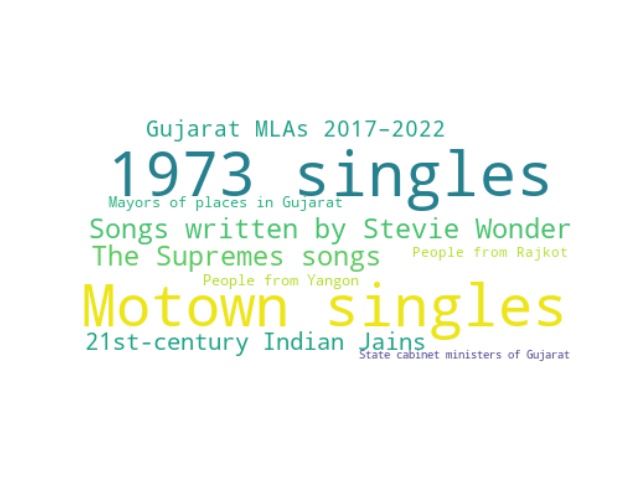 Gujarat MLAs 2017–2022
1973 singles
Mayors of places in Gujarat
Songs written by Stevie Wonder
The Supremes songs
People from Rajkot
People from Yangon
Motown singles
21st-century Indian Jains
State cabinet ministers of Gujarat